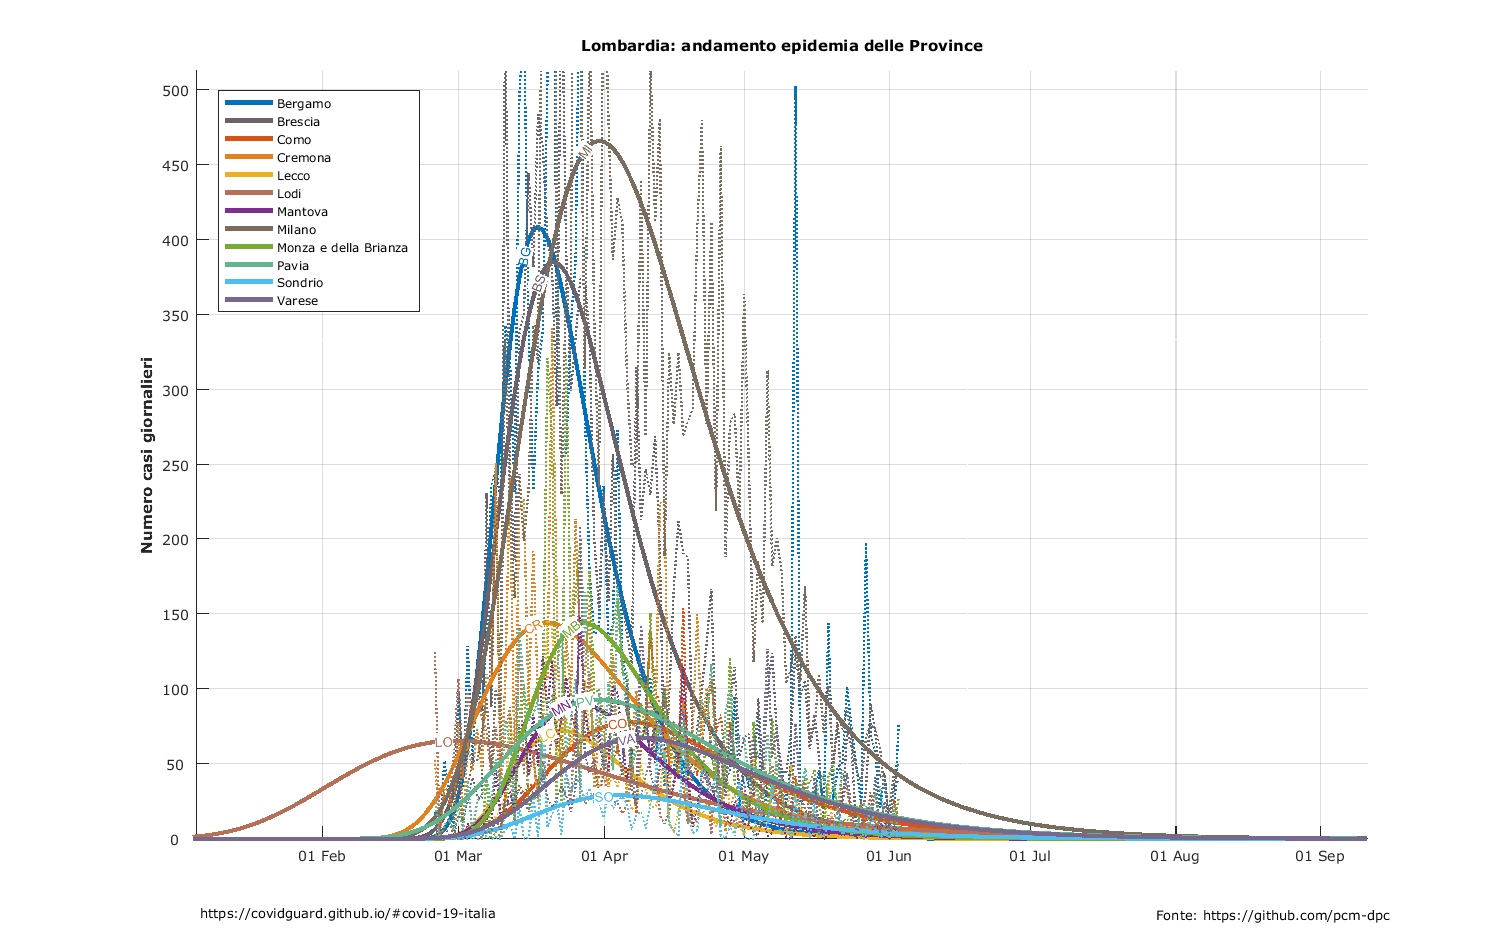 Lombardia: andamento epidemia delle Province
Numero casi giornalieri
500
450
400
350
300
250
200
150
100
50
0
Bergamo
Brescia
Como
Cremona
Lecco
Lodi
Mantova
Milano
Monza e della Brianza
Pavia
Sondrio
Varese
MI
BG
BS
CR
MB
MN
PV
LC
CO
VA
LO
SO
01 Feb
01 Mar
01 Apr
01 May
01 Jun
01 Jul
01 Aug
01 Sep
https://covidguard.github.io/#covid-19-italia
Fonte: https://github.com/pcm-dpc